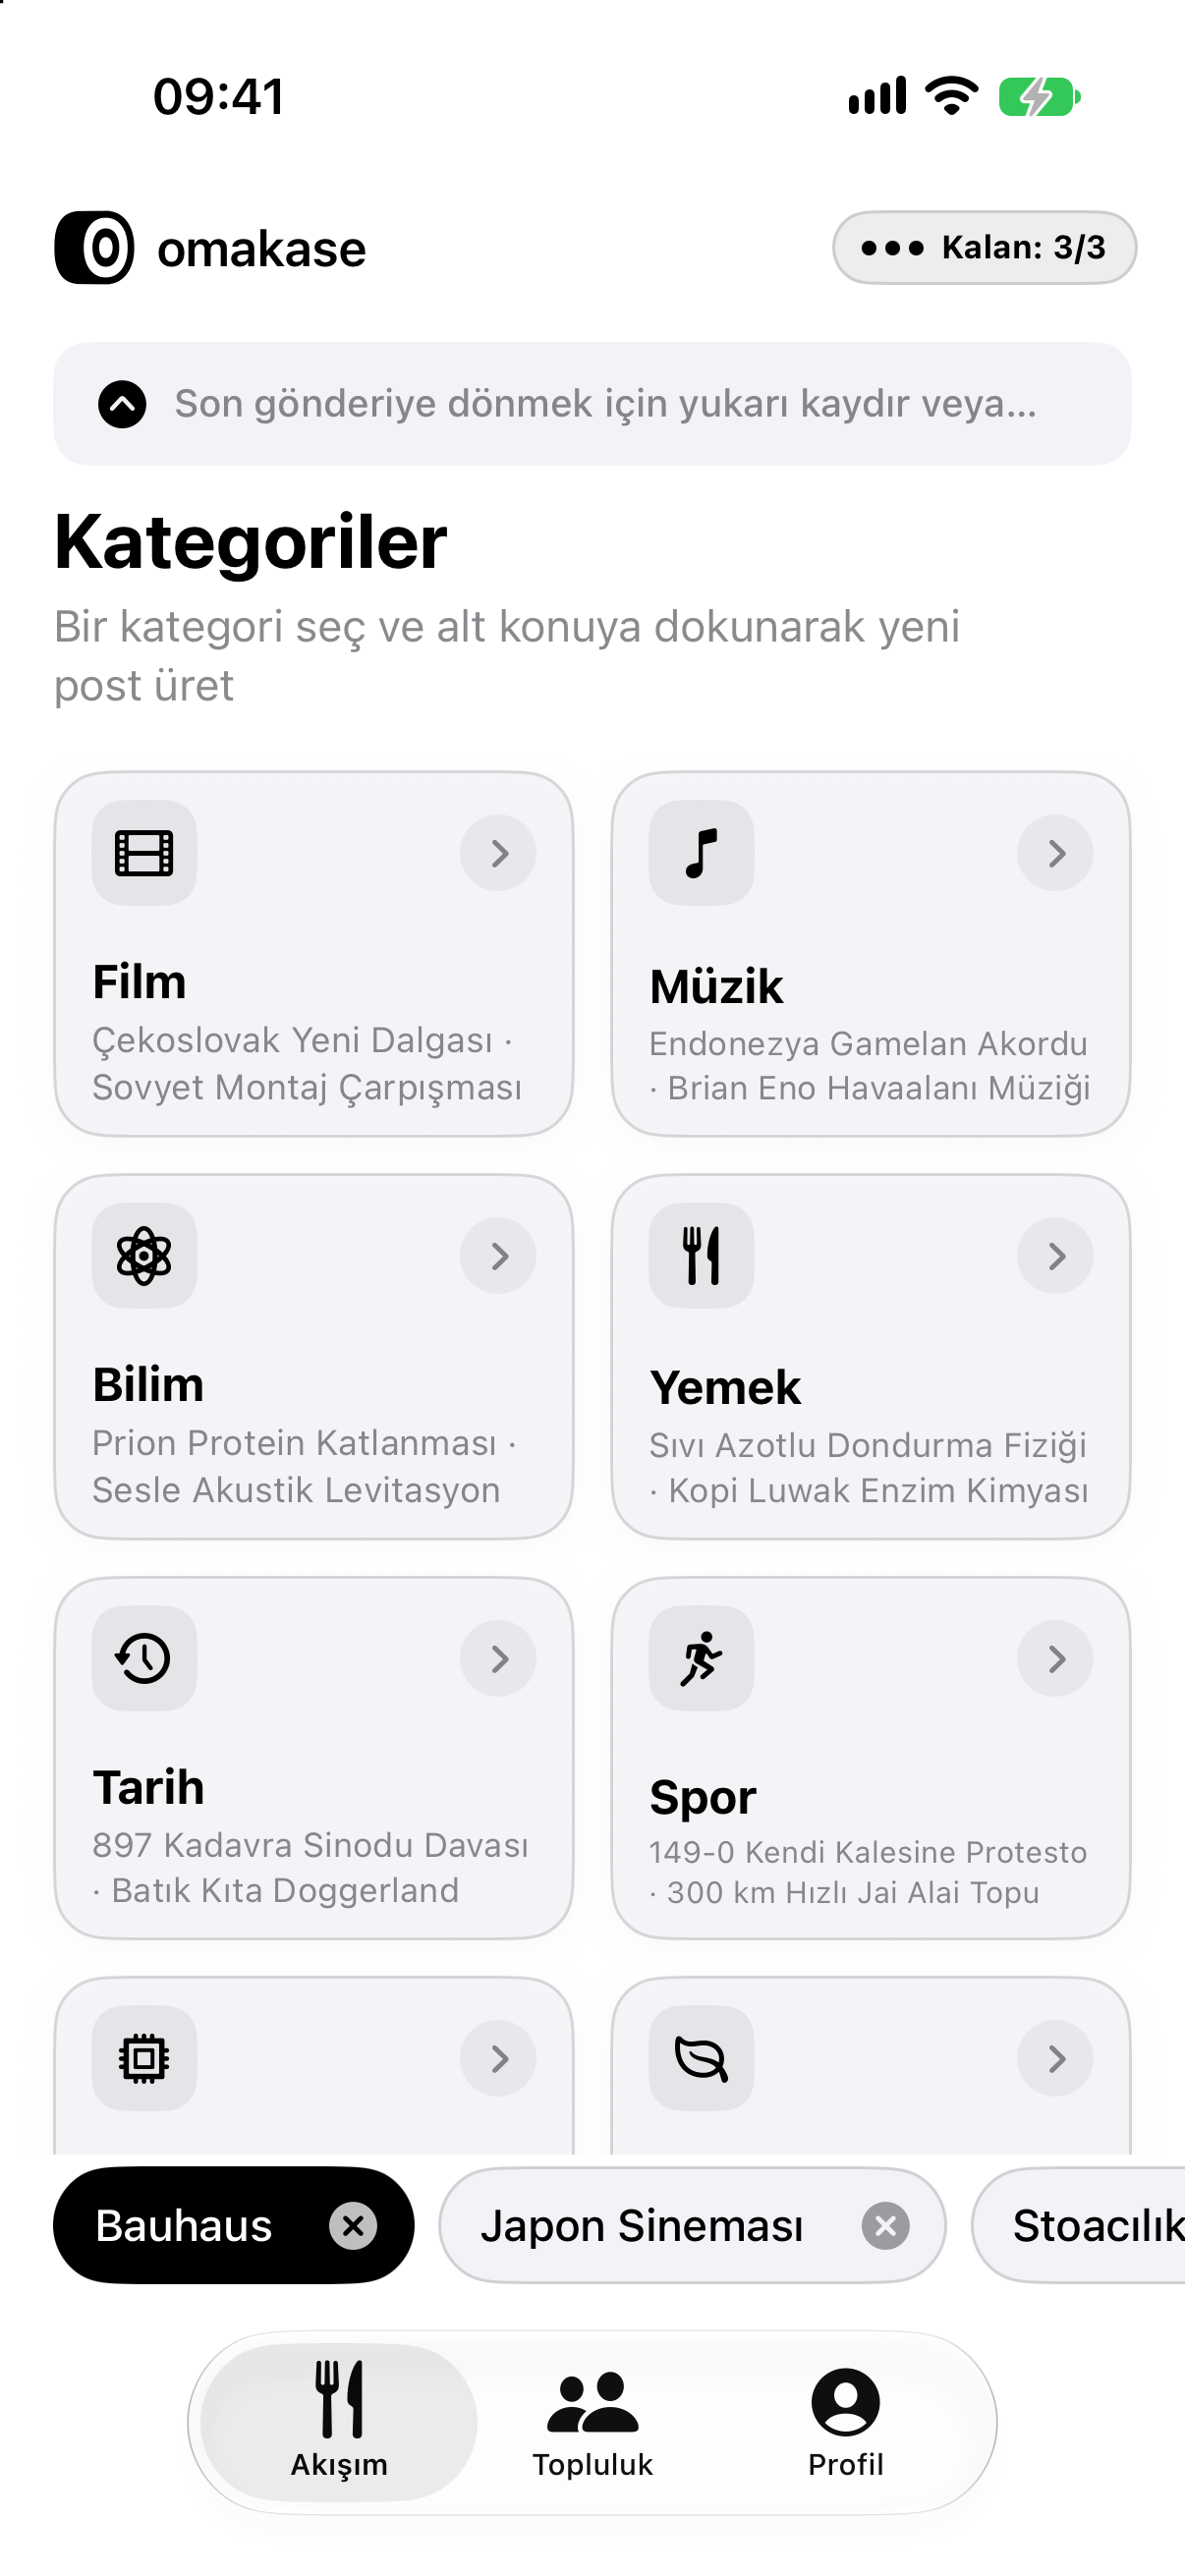 09:41
omakase
Kalan: 3/3
Son gönderiye dönmek için yukarı kaydır veya...
Kategoriler
Bir kategori seç ve alt konuya dokunarak yeni
post üret
Film
Çekoslovak Yeni Dalgası ·
Sovyet Montaj Çarpışması
Müzik
Endonezya Gamelan Akordu
· Brian Eno Havaalanı Müziği
Bilim
Prion Protein Katlanması ·
Sesle Akustik Levitasyon
Yemek
Sıvı Azotlu Dondurma Fiziği
· Kopi Luwak Enzim Kimyası
Tarih
897 Kadavra Sinodu Davası
· Batık Kıta Doggerland
Spor
149-0 Kendi Kalesine Protesto
· 300 km Hızlı Jai Alai Topu
Bauhaus
Japon Sineması
Stoacılık
Akışım
Topluluk
Profil